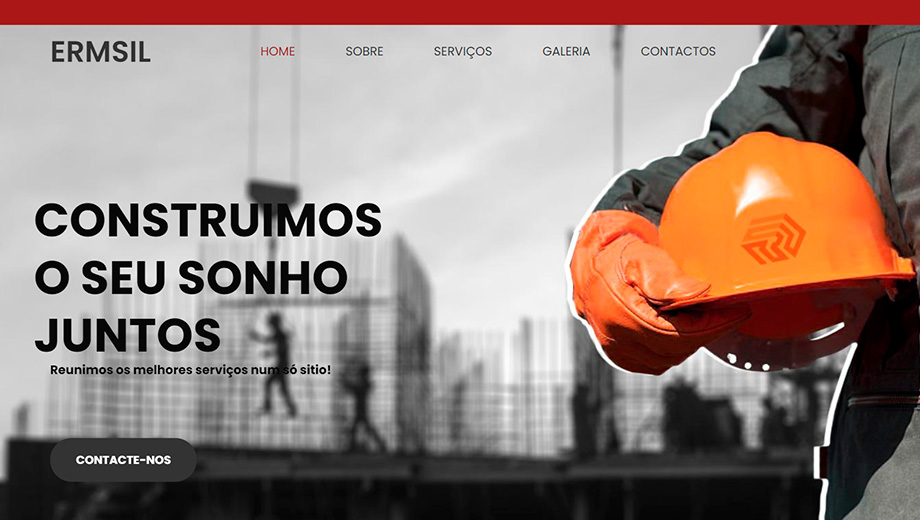 ERMSIL
HOME SOBRE SERVIÇOS GALERIA CONTACTOS
CONSTRUIMOS
O SEU SONHO
JUNTOS
Reunimos os melhores serviços num só sitio!
CONTACTE-NOS